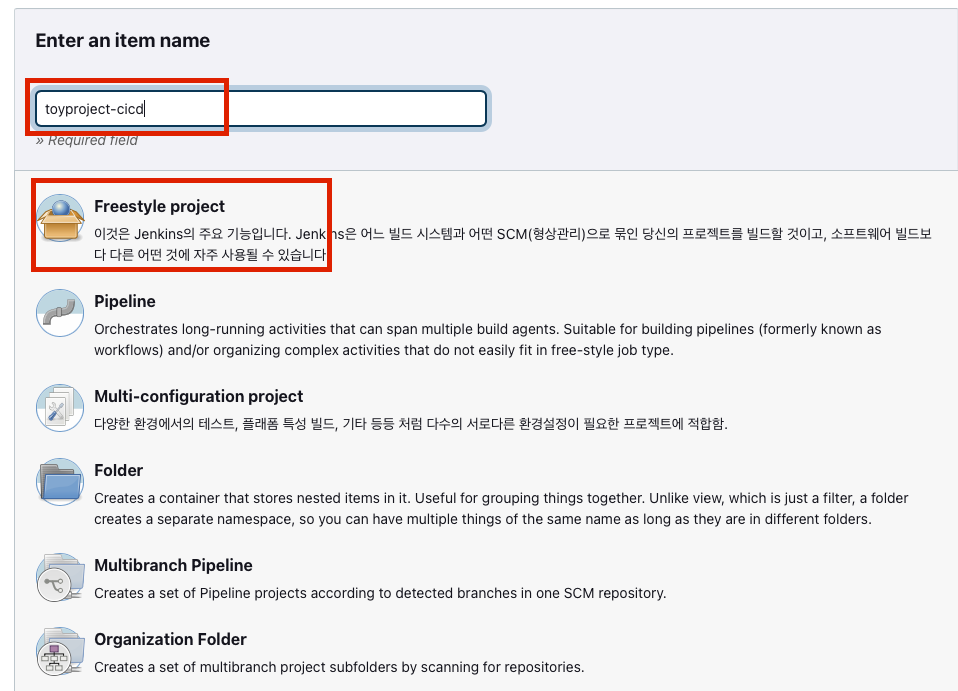 Enter an item name
toyproject-cicd
» Required field
Freestyle project
이것은 Jenkins의 주요 기능입니다. Jenkins은 어느 빌드 시스템과 어떤 SCM(형상관리)으로 묶인 당신의 프로젝트를 빌드할 것이고, 소프트웨어 빌드보
다 다른 어떤 것에 자주 사용될 수 있습니다
Pipeline
Orchestrates long-running activities that can span multiple build agents. Suitable for building pipelines (formerly known as
workflows) and/or organizing complex activities that do not easily fit in free-style job type.
Multi-configuration project
다양한 환경에서의 테스트, 플래폼 특성 빌드, 기타 등등 처럼 다수의 서로다른 환경설정이 필요한 프로젝트에 적합함.
Folder
Creates a container that stores nested items in it. Useful for grouping things together. Unlike view, which is just a filter, a folder
creates a separate namespace, so you can have multiple things of the same name as long as they are in different folders.
Multibranch Pipeline
Creates a set of Pipeline projects according to detected branches in one SCM repository.
Organization Folder
Creates a set of multibranch project subfolders by scanning for repositories.